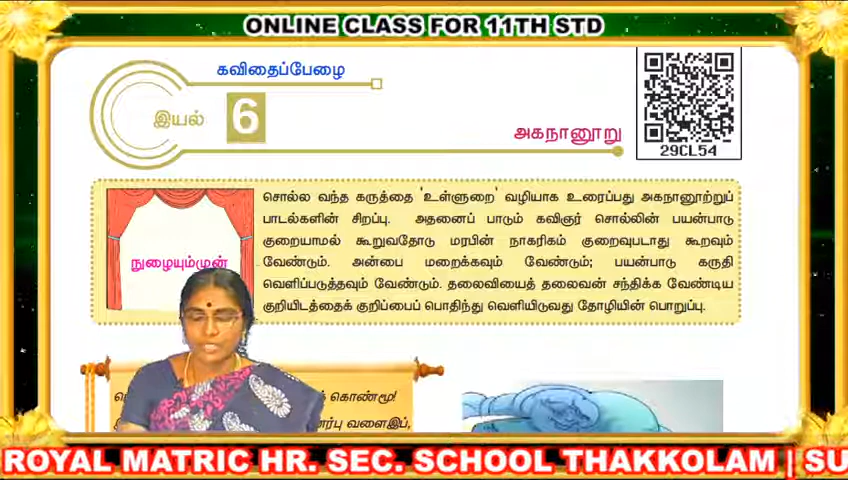 ONLINE CLASS FOR 11TH STD
கவிதைப்பேழை
இயல் 6
அகநானூறு
29CL54
சொல்ல வந்த கருத்தை 'உள்ளுறை' வழியாக உரைப்பது அகநானூற்றுப்
பாடல்களின் சிறப்பு. அதனைப் பாடும் கவிஞர் சொல்லின் பயன்பாடு
குறையாமல் கூறுவதோடு மரபின் நாகரிகம் குறைவுபடாது கூறவும்
வேண்டும். அன்பை மறைக்கவும் வேண்டும்; பயன்பாடு கருதி
வெளிப்படுத்தவும் வேண்டும். தலைவியைத் தலைவன் சந்திக்க வேண்டிய
குறியிடத்தைக் குறிப்பைப் பொதிந்து வெளியிடுவது தோழியின் பொறுப்பு.
நுழையும்முன்
கொண்மூ!
வளைஇப்,
ROYAL MATRIC HR. SEC. SCHOOL THAKKOLAM | SU